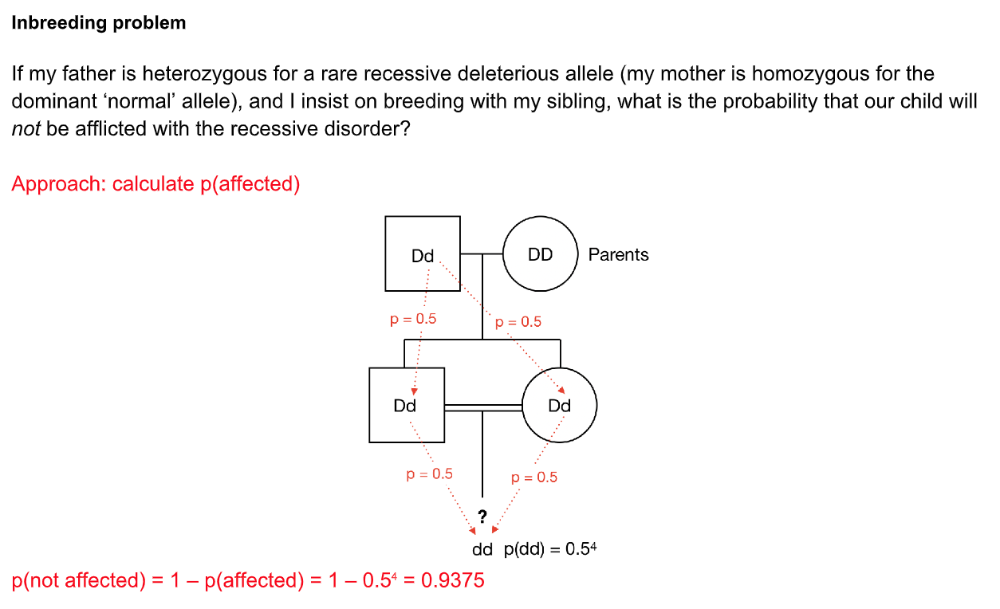 Inbreeding problem
If my father is heterozygous for a rare recessive deleterious allele (my mother is homozygous for the
dominant ‘normal’ allele), and I insist on breeding with my sibling, what is the probability that our child will
not be afflicted with the recessive disorder?
Approach: calculate p(affected)
Dd DD Parents
p = 0.5 p = 0.5
Dd Dd
p = 0.5 p = 0.5
?
dd p(dd) = 0.5⁴
p(not affected) = 1 – p(affected) = 1 – 0.5⁴ = 0.9375